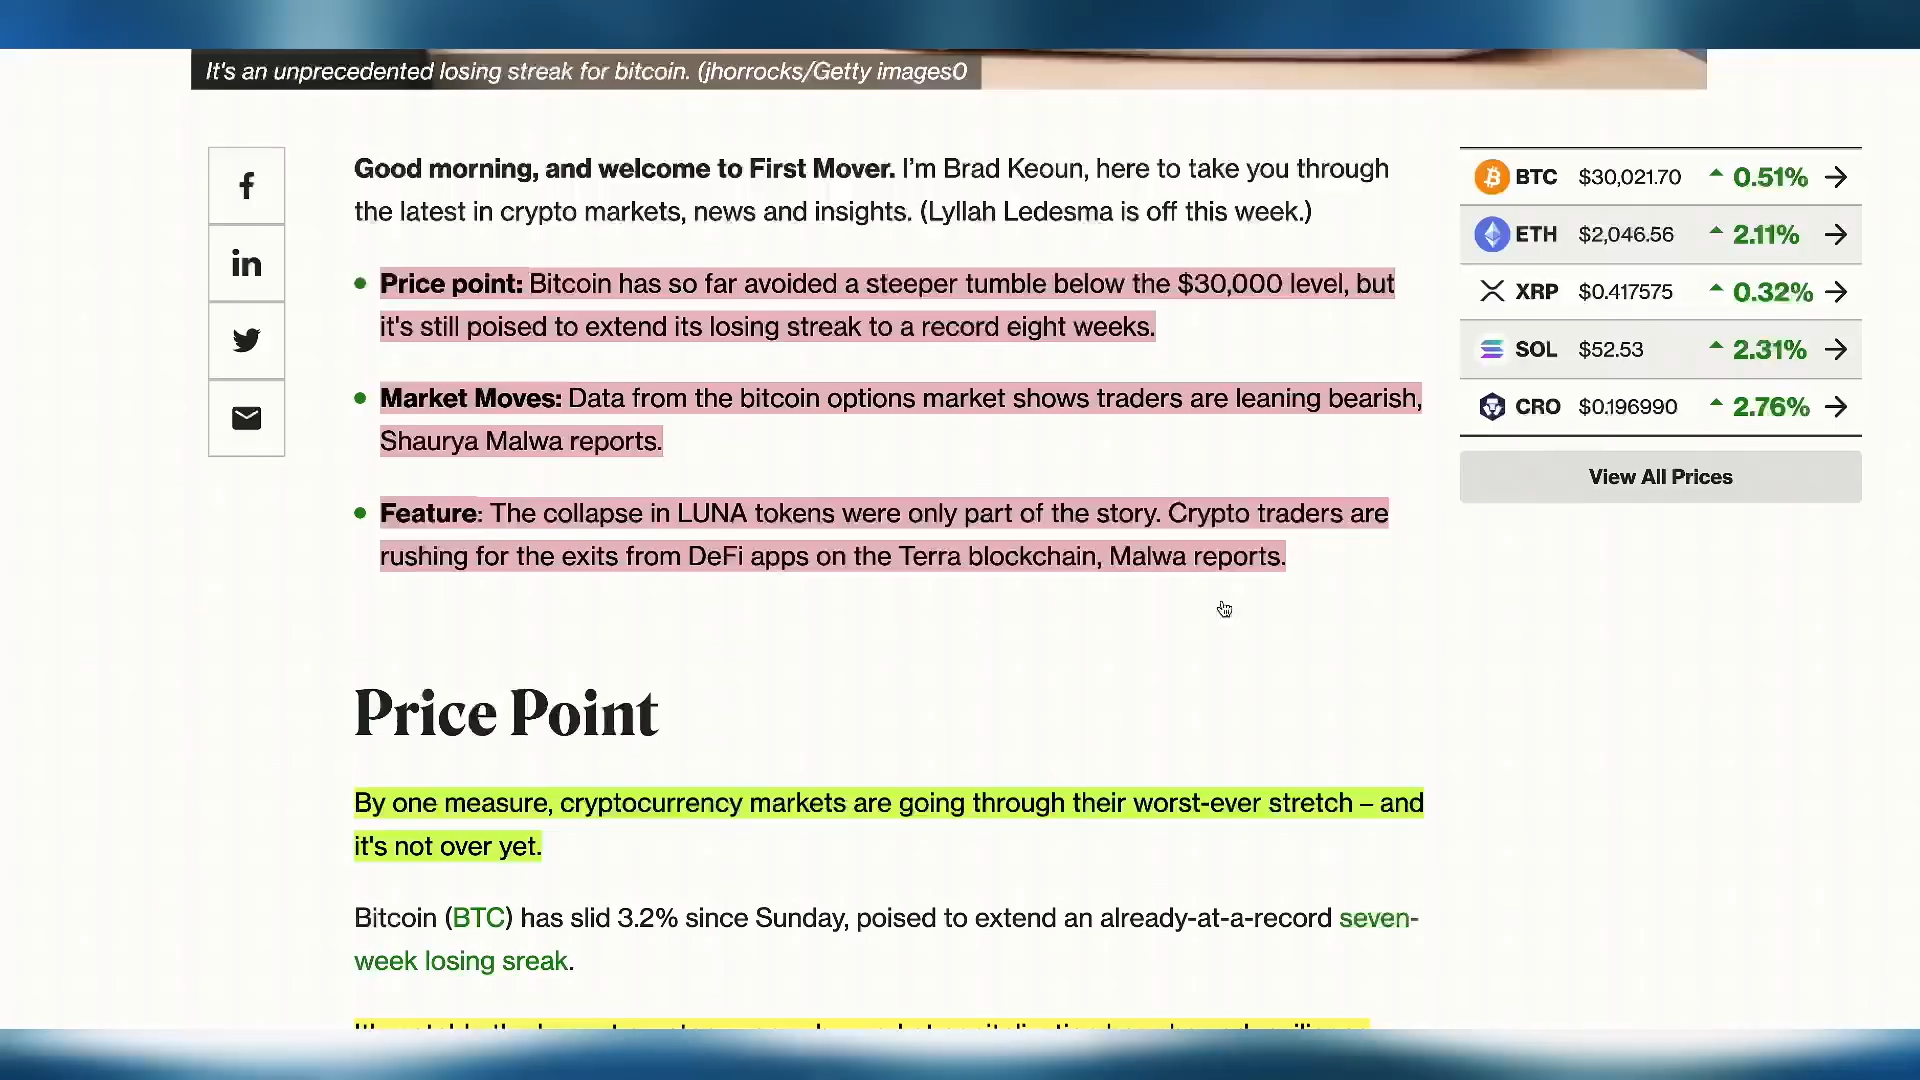 It's an unprecedented losing streak for bitcoin. (jhorrocks/Getty images0
Good morning, and welcome to First Mover. I'm Brad Keoun, here to take you through
the latest in crypto markets, news and insights. (Lyllah Ledesma is off this week.)
Price point: Bitcoin has so far avoided a steeper tumble below the $30,000 level, but
it's still poised to extend its losing streak to a record eight weeks.
Market Moves: Data from the bitcoin options market shows traders are leaning bearish,
Shaurya Malwa reports.
Feature: The collapse in LUNA tokens were only part of the story. Crypto traders are
rushing for the exits from DeFi apps on the Terra blockchain, Malwa reports.
Price Point
By one measure, cryptocurrency markets are going through their worst-ever stretch – and
it's not over yet.
Bitcoin (BTC) has slid 3.2% since Sunday, poised to extend an already-at-a-record seven-
week losing sreak.
BTC $30,021.70 0.51%
ETH $2,046.56 2.11%
XRP $0.417575 0.32%
SOL $52.53 2.31%
CRO $0.196990 2.76%
View All Prices